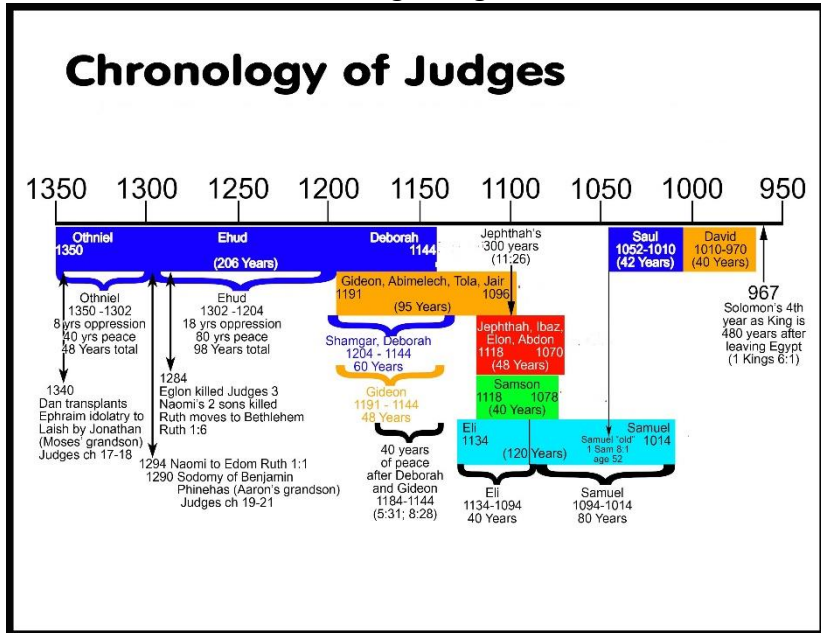 Chronology of Judges
1350 1300 1250 1200 1150 1100 1050 1000 950
Othniel Ehud Deborah
1350 1144
(206 Years)
Jephthah's
300 years
(11:26)
Saul
1052-1010
(42 Years)
David
1010-970
(40 Years)
967
Solomon's 4th
year as King is
480 years after
leaving Egypt
(1 Kings 6:1)
Gideon, Abimelech, Tola, Jair
1191 1096
(95 Years)
Othniel
1350 -1302
8 yrs oppression
40 yrs peace
48 Years total
Ehud
1302 -1204
18 yrs oppression
80 yrs peace
98 Years total
Shamgar, Deborah
1204 - 1144
60 Years
Gideon
1191 - 1144
48 Years
Jephthah, Ibaz,
Elon, Abdon
1118 1070
(48 Years)
Samson
1118 1078
(40 Years)
1340
Dan transplants
Ephraim idolatry to
Laish by Jonathan
(Moses' grandson)
Judges ch 17-18
1284
Eglon killed Judges 3
Naomi's 2 sons killed
Ruth moves to Bethlehem
Ruth 1:6
1294 Naomi to Edom Ruth 1:1
1290 Sodomy of Benjamin
Phinehas (Aaron's grandson)
Judges ch 19-21
40 years
of peace
after Deborah
and Gideon
1184-1144
(5:31; 8:28)
Eli Samuel
1134 1014
(120 Years)
Samuel "old"
1 Sam 8:1
age 52
Eli
1134-1094
40 Years
Samuel
1094-1014
80 Years